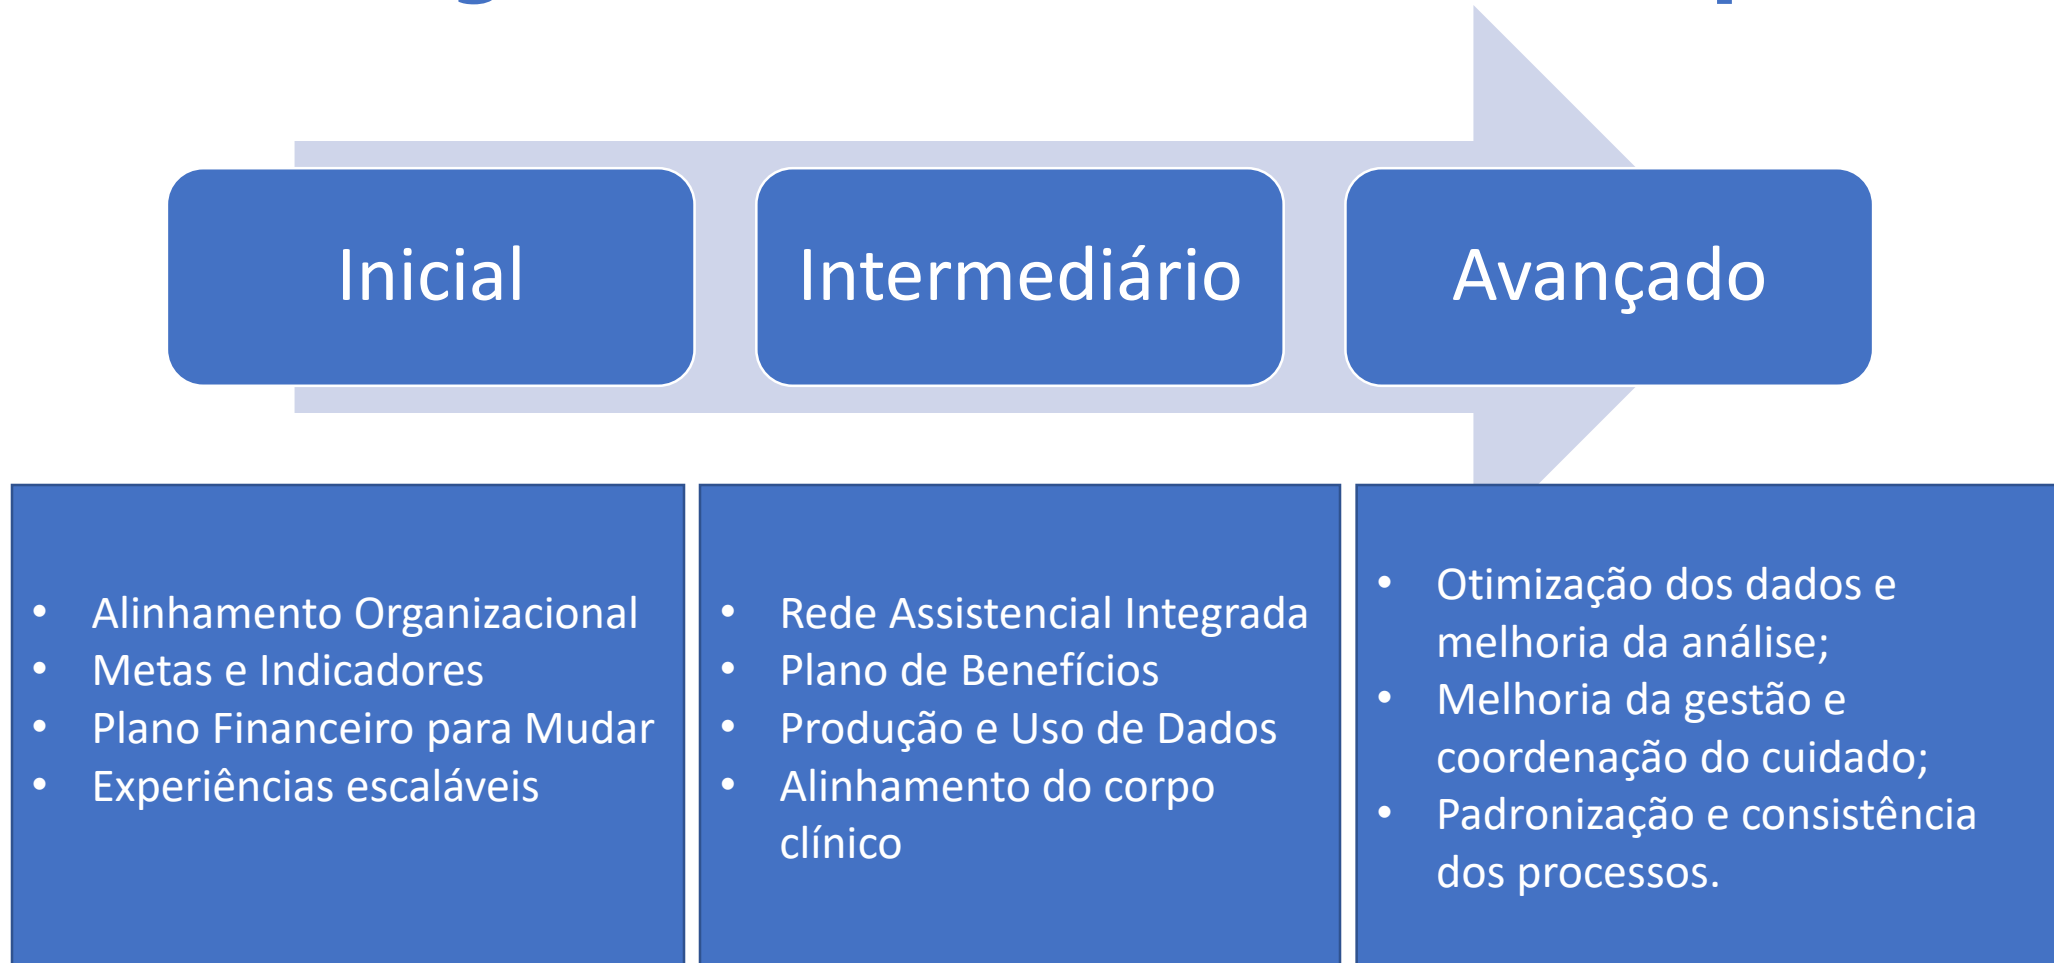 Inicial
Intermediário
Avançado
• Alinhamento Organizacional
• Metas e Indicadores
• Plano Financeiro para Mudar
• Experiências escaláveis
• Rede Assistencial Integrada
• Plano de Benefícios
• Produção e Uso de Dados
• Alinhamento do corpo
clínico
• Otimização dos dados e
melhoria da análise;
• Melhoria da gestão e
coordenação do cuidado;
• Padronização e consistência
dos processos.